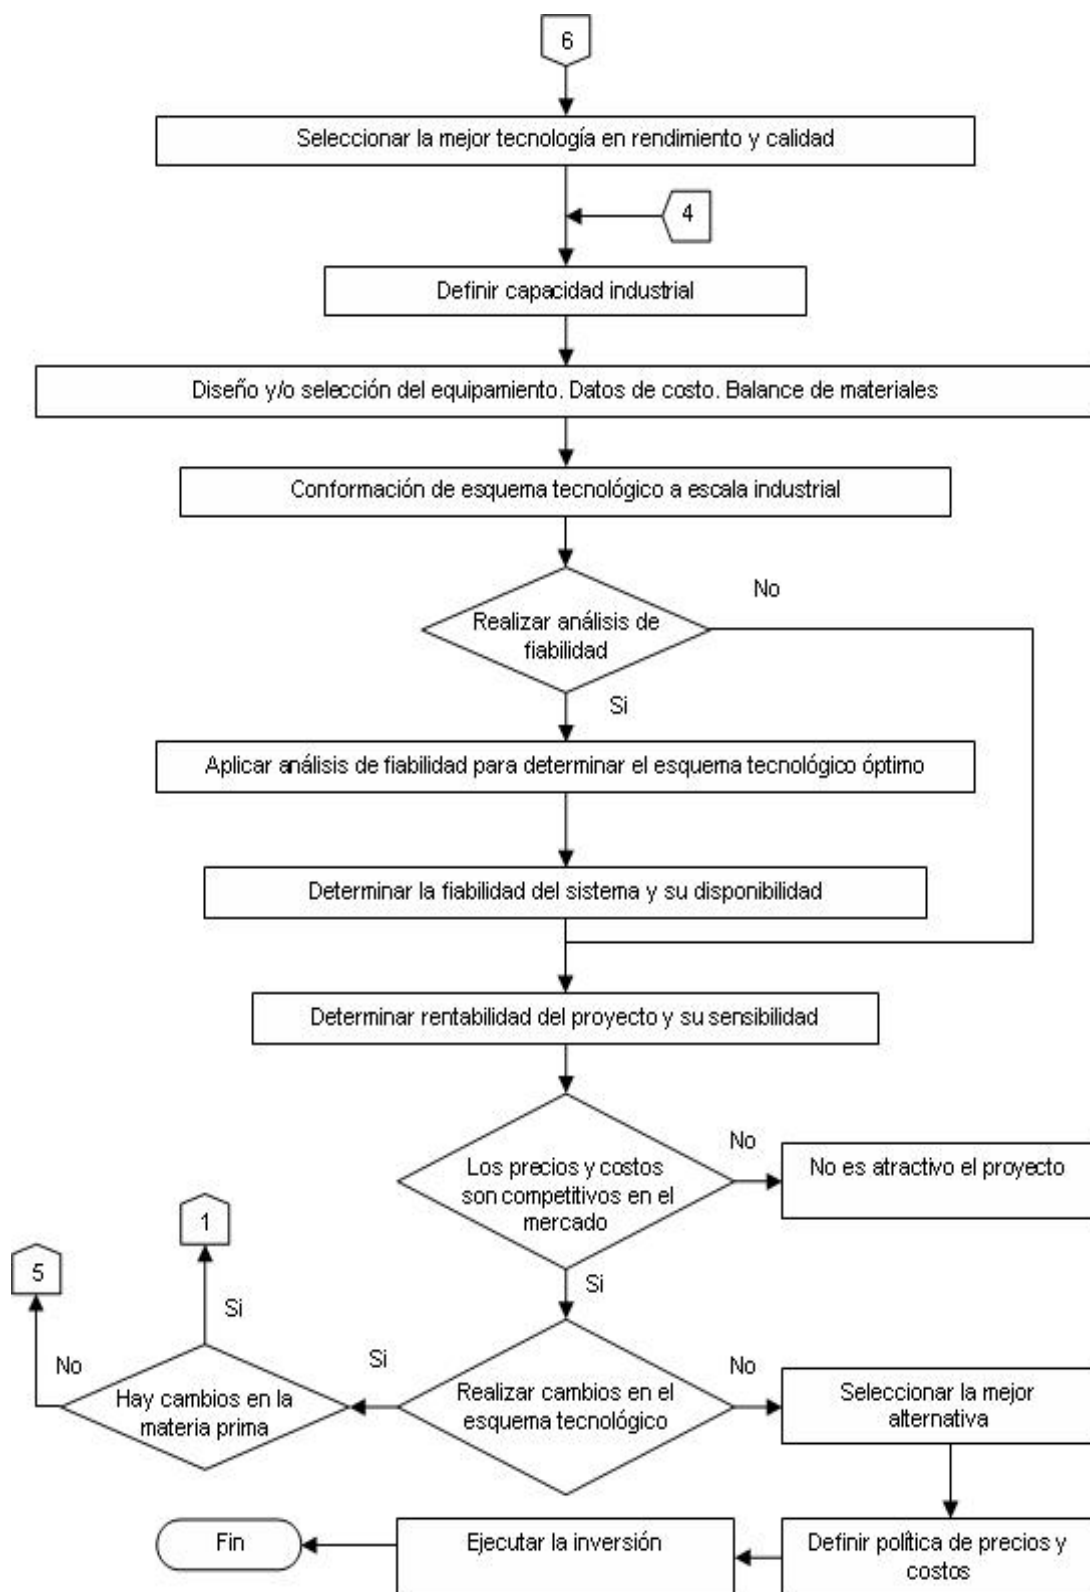 6
Seleccionar la mejor tecnología en rendimiento y calidad
4
Definir capacidad industrial
Diseño y/o selección del equipamiento. Datos de costo. Balance de materiales
Conformación de esquema tecnológico a escala industrial
No
Realizar análisis de
fiabilidad
Si
Aplicar análisis de fiabilidad para determinar el esquema tecnológico óptimo
Determinar la fiabilidad del sistema y su disponibilidad
Determinar rentabilidad del proyecto y su sensibilidad
Los precios y costos
son competitivos en el
mercado
No
No es atractivo el proyecto
1
5
Si
Si
No
Hay cambios en la
materia prima
Si
Realizar cambios en el
esquema tecnológico
No
Seleccionar la mejor
alternativa
Fin
Ejecutar la inversión
Definir política de precios y
costos